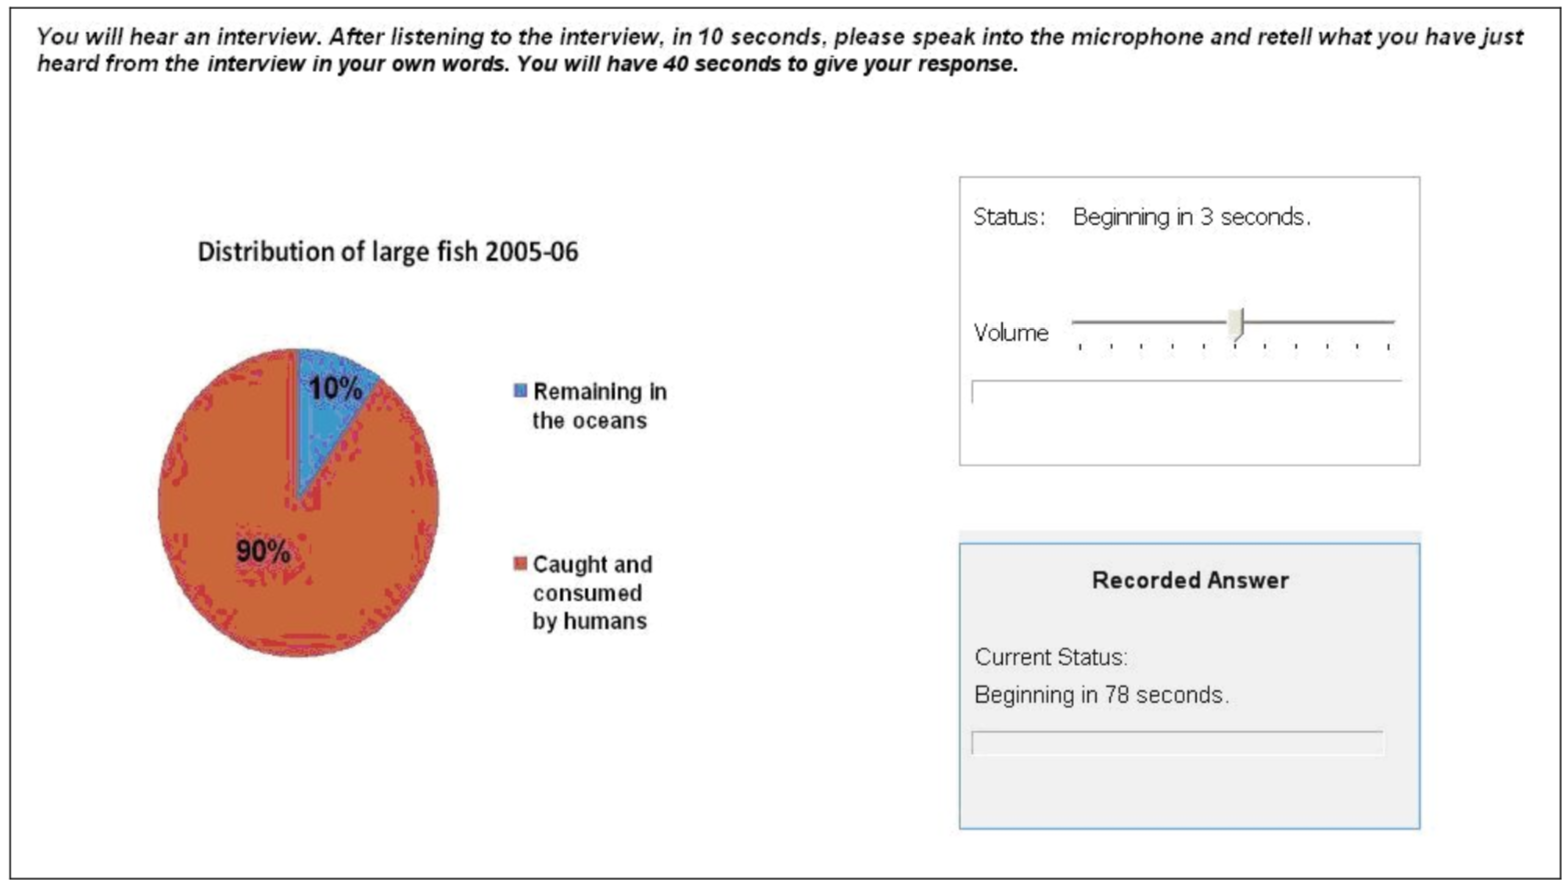 You will hear an interview. After listening to the interview, in 10 seconds, please speak into the microphone and retell what you have just
heard from the interview in your own words. You will have 40 seconds to give your response.
Distribution of large fish 2005-06
10%
90%
Remaining in
the oceans
Caught and
consumed
by humans
Status: Beginning in 3 seconds.
Volume
Recorded Answer
Current Status:
Beginning in 78 seconds.